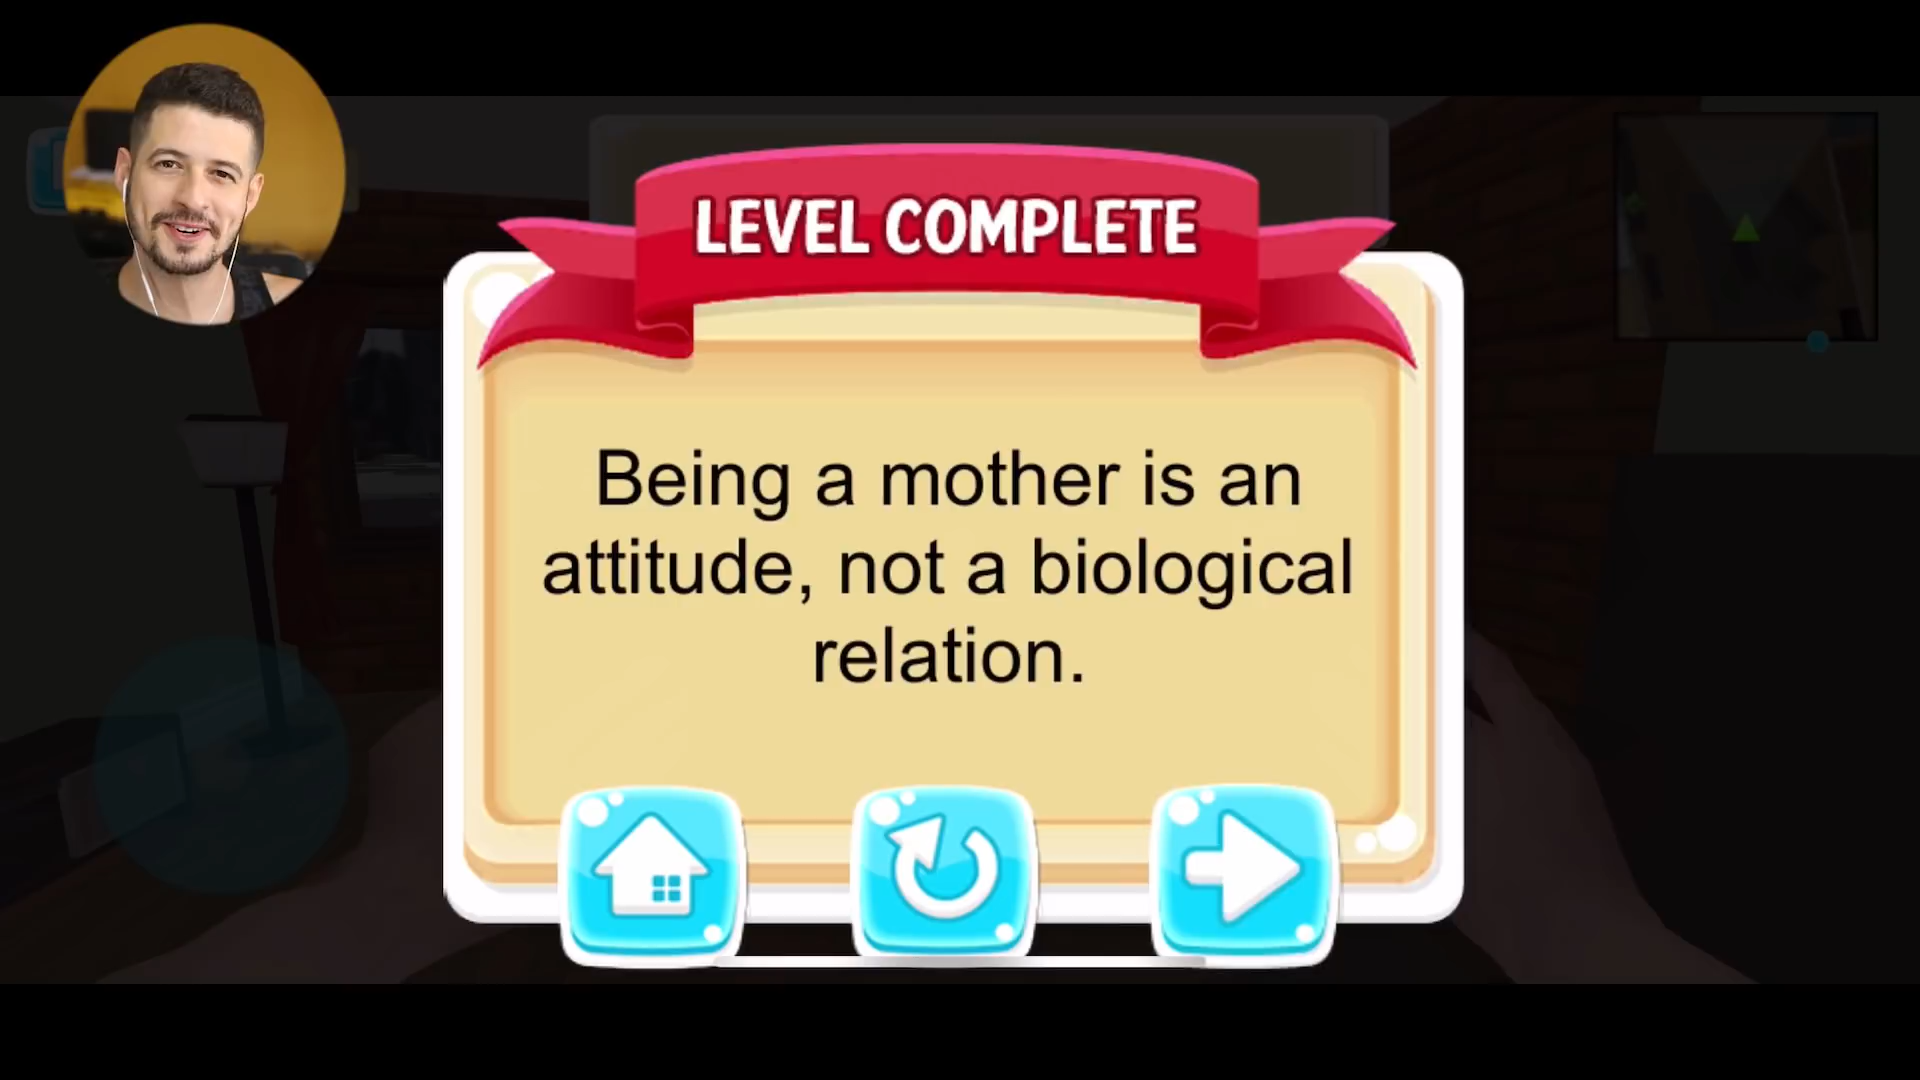 LEVEL COMPLETE
Being a mother is an
attitude, not a biological
relation.